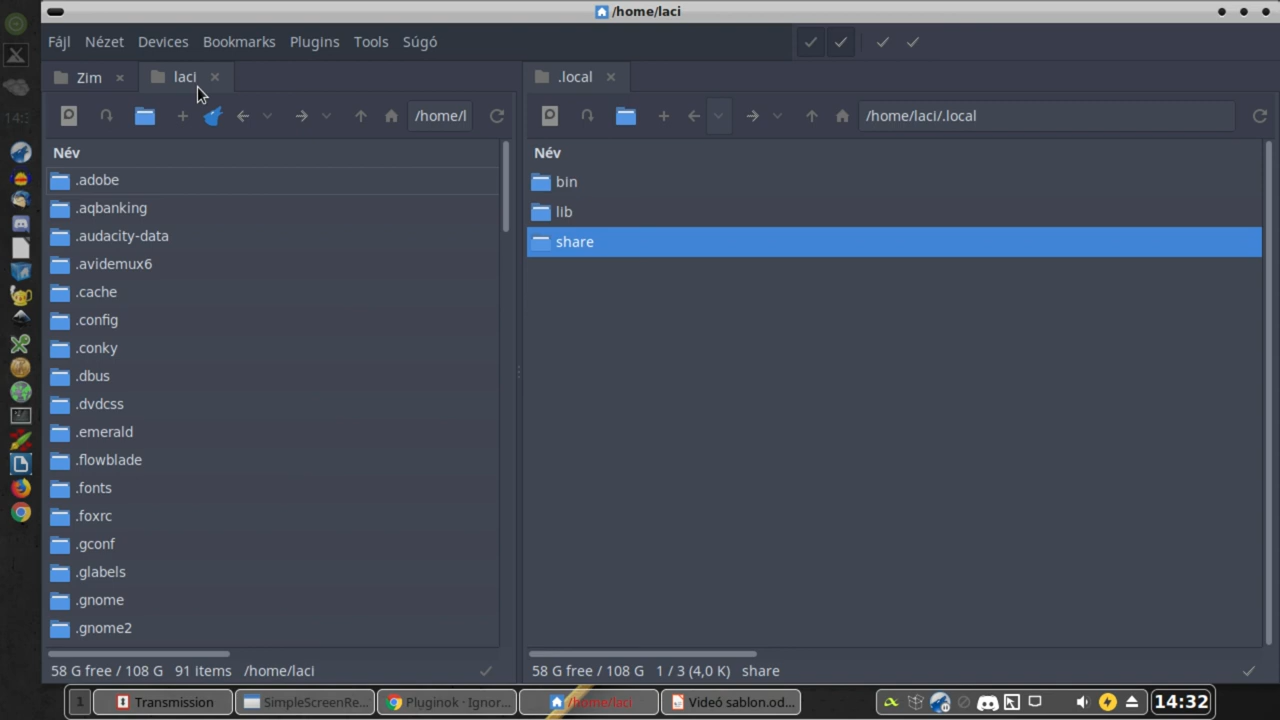 /home/laci
Fájl Nézet Devices Bookmarks Plugins Tools Súgó
Zim laci .local
/home/l /home/laci/.local
Név
.adobe
.aqbanking
.audacity-data
.avidemux6
.cache
.config
.conky
.dbus
.dvdcss
.emerald
.flowblade
.fonts
.foxrc
.gconf
.glabels
.gnome
.gnome2
Név
bin
lib
share
58 G free / 108 G 91 items /home/laci
58 G free / 108 G 1 / 3 (4,0 K) share
1 Transmission SimpleScreenRe... Pluginok - Ignor... /home/laci Videó sablon.od... 14:32